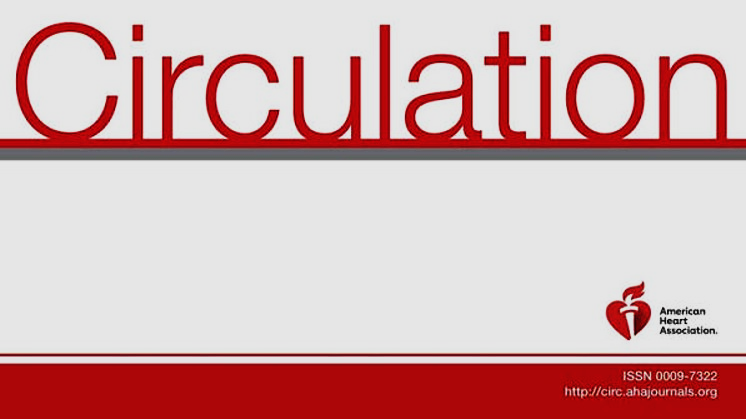 Circulation
American
Heart
Association.
ISSN 0009-7322
http://circ.ahajournals.org